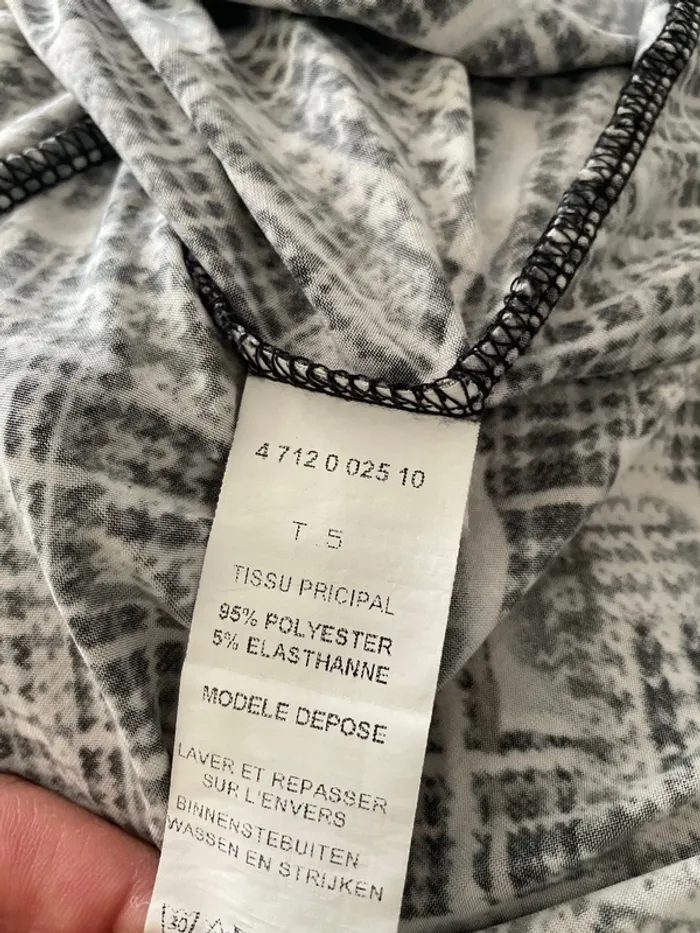 4 712 0 025 10
T .5
TISSU PRICIPAL
95% POLYESTER
5% ELASTHANNE
MODELE DEPOSE
LAVER ET REPASSER
SUR L'ENVERS
BINNENSTEBUITEN
WASSEN EN STRIJKEN
30